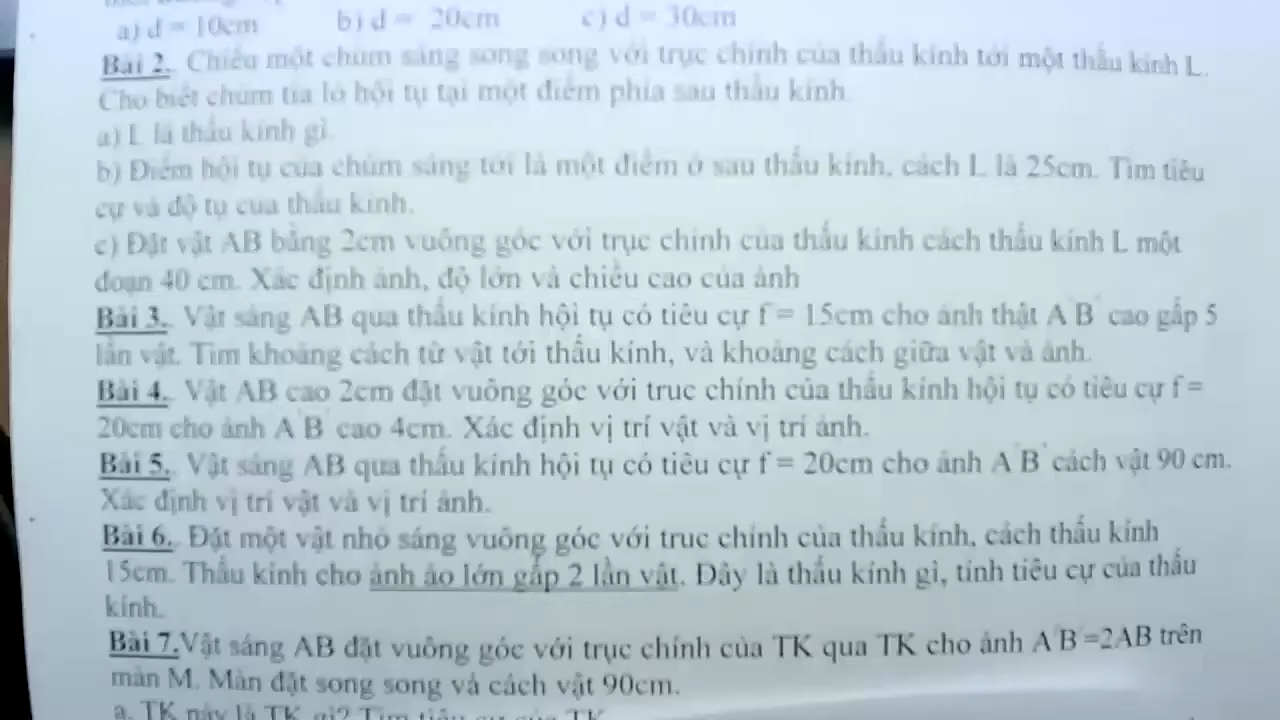 a) d = 10cm b) d = 20cm c) d = 30cm
Bài 2. Chiếu một chùm sáng song song với trục chính của thấu kính tới một thấu kính L.
Cho biết chùm tia ló hội tụ tại một điểm phía sau thấu kính.
a) L là thấu kính gì.
b) Điểm hội tụ của chùm sáng tới là một điểm ở sau thấu kính, cách L là 25cm. Tìm tiêu
cự và độ tụ của thấu kính.
c) Đặt vật AB bằng 2cm vuông góc với trục chính của thấu kính cách thấu kính L một
đoạn 40 cm. Xác định ảnh, độ lớn và chiều cao của ảnh
Bài 3. Vật sáng AB qua thấu kính hội tụ có tiêu cự f = 15cm cho ảnh thật A'B' cao gấp 5
lần vật. Tìm khoảng cách từ vật tới thấu kính, và khoảng cách giữa vật và ảnh.
Bài 4. Vật AB cao 2cm đặt vuông góc với truc chính của thấu kính hội tụ có tiêu cự f =
20cm cho ảnh A'B' cao 4cm. Xác định vị trí vật và vị trí ảnh.
Bài 5. Vật sáng AB qua thấu kính hội tụ có tiêu cự f = 20cm cho ảnh A'B' cách vật 90 cm.
Xác định vị trí vật và vị trí ảnh.
Bài 6. Đặt một vật nhỏ sáng vuông góc với truc chính của thấu kính, cách thấu kính
15cm. Thấu kính cho ảnh ảo lớn gấp 2 lần vật. Đây là thấu kính gì, tính tiêu cự của thấu
kính.
Bài 7.Vật sáng AB đặt vuông góc với trục chính của TK qua TK cho ảnh A'B'=2AB trên
màn M. Màn đặt song song và cách vật 90cm.
a. TK này là TK gì? Tìm tiêu cự của TK